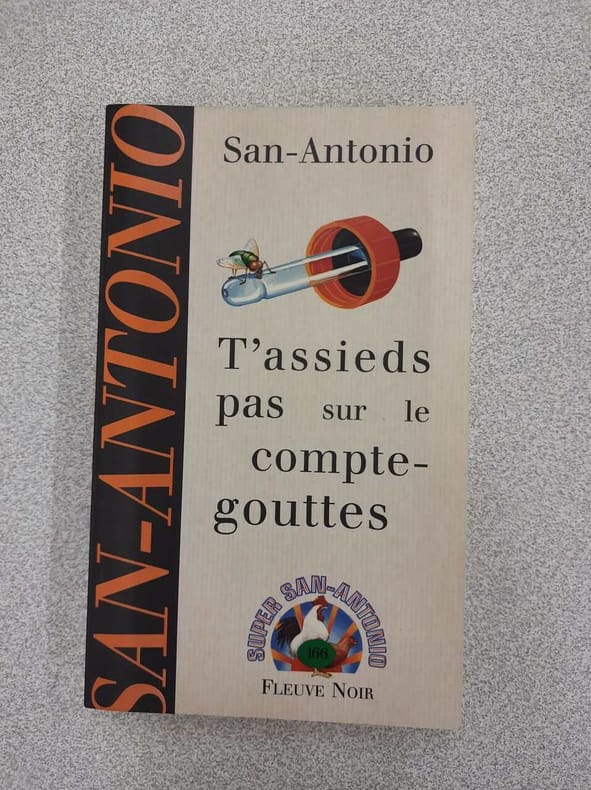 SAN-ANTONIO
San-Antonio
T'assieds
pas sur le
compte-
gouttes
SUPER SAN-ANTONIO
166
FLEUVE NOIR